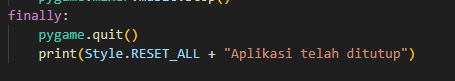 finally:
    pygame.quit()
    print(Style.RESET_ALL + "Aplikasi telah ditutup")